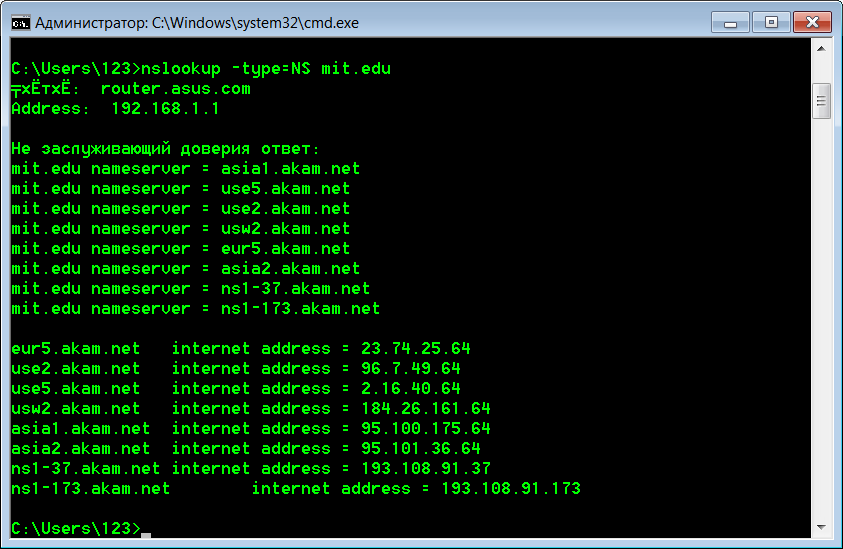 Администратор: C:\Windows\system32\cmd.exe
C:\Users\123>nslookup -type=NS mit.edu
╤хЁтхЁ:  router.asus.com
Address:  192.168.1.1
Не заслуживающий доверия ответ:
mit.edu nameserver = asia1.akam.net
mit.edu nameserver = use5.akam.net
mit.edu nameserver = use2.akam.net
mit.edu nameserver = usw2.akam.net
mit.edu nameserver = eur5.akam.net
mit.edu nameserver = asia2.akam.net
mit.edu nameserver = ns1-37.akam.net
mit.edu nameserver = ns1-173.akam.net
eur5.akam.net   internet address = 23.74.25.64
use2.akam.net   internet address = 96.7.49.64
use5.akam.net   internet address = 2.16.40.64
usw2.akam.net   internet address = 184.26.161.64
asia1.akam.net  internet address = 95.100.175.64
asia2.akam.net  internet address = 95.101.36.64
ns1-37.akam.net internet address = 193.108.91.37
ns1-173.akam.net        internet address = 193.108.91.173
C:\Users\123>